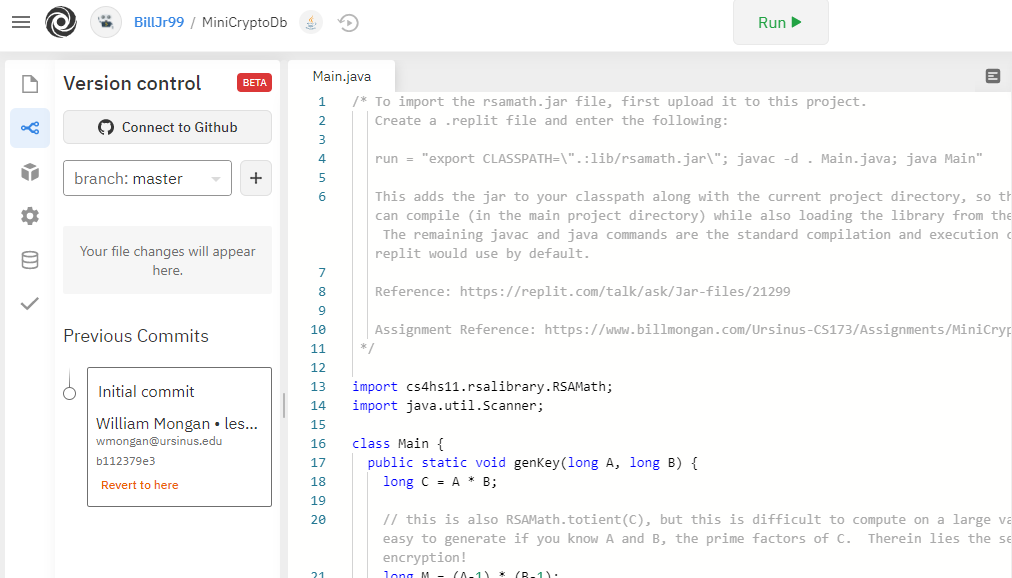 BillJr99 / MiniCryptoDb
Run
Version control BETA
Connect to Github
branch: master
+
Your file changes will appear
here.
Previous Commits
Initial commit
William Mongan • les...
wmongan@ursinus.edu
b112379e3
Revert to here
Main.java
1 /* To import the rsamath.jar file, first upload it to this project.
2 Create a .replit file and enter the following:
3
4 run = "export CLASSPATH=\".:lib/rsamath.jar\"; javac -d . Main.java; java Main"
5
6 This adds the jar to your classpath along with the current project directory, so
can compile (in the main project directory) while also loading the library from the
The remaining javac and java commands are the standard compilation and execution
replit would use by default.
7
8 Reference: https://replit.com/talk/ask/Jar-files/21299
9
10 Assignment Reference: https://www.billmongan.com/Ursinus-CS173/Assignments/MiniCryp
11 */
12
13 import cs4hs11.rsalibrary.RSAMath;
14 import java.util.Scanner;
15
16 class Main {
17 public static void genKey(long A, long B) {
18 long C = A * B;
19
20 // this is also RSAMath.totient(C), but this is difficult to compute on a large
easy to generate if you know A and B, the prime factors of C. Therein lies the
encryption!
21 long M = (A-1) * (B-1);